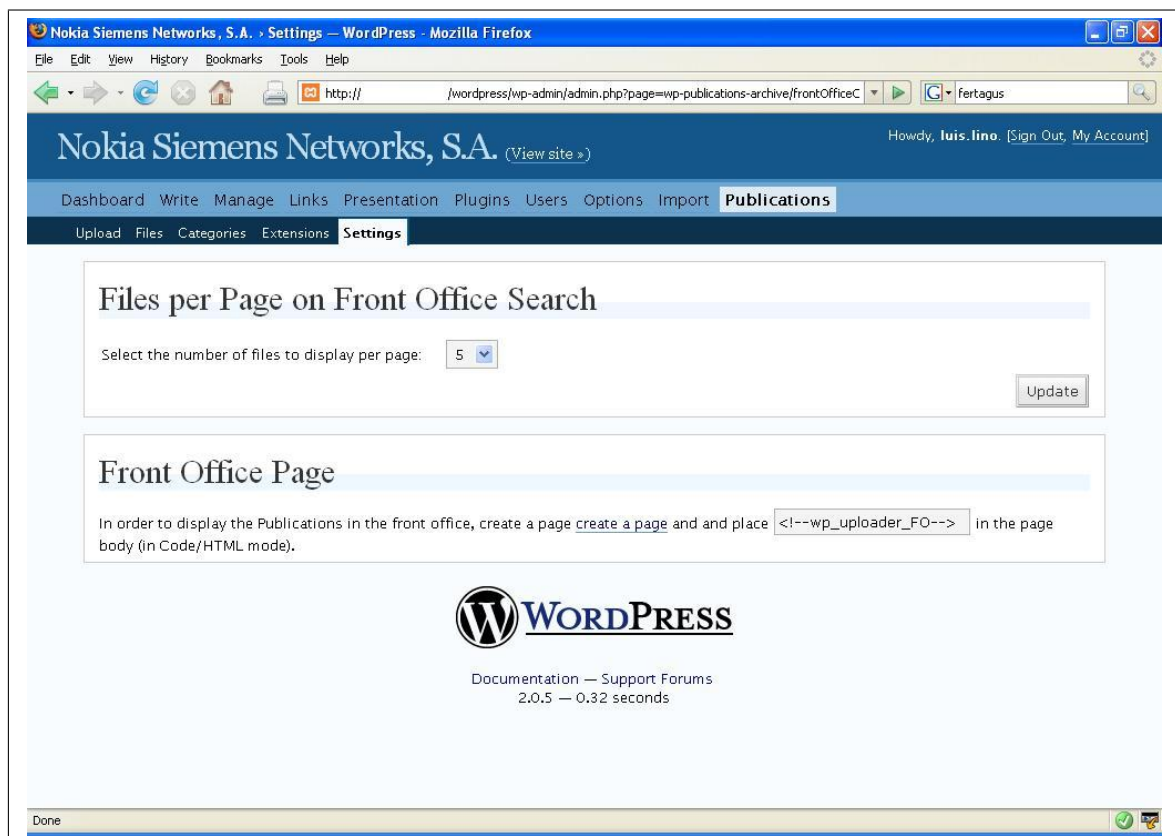 Nokia Siemens Networks, S.A. › Settings — WordPress - Mozilla Firefox
File Edit View History Bookmarks Tools Help
http:// /wordpress/wp-admin/admin.php?page=wp-publications-archive/frontOfficeC
G fertagus
Nokia Siemens Networks, S.A. (View site »)
Howdy, luis.lino. [Sign Out, My Account]
Dashboard Write Manage Links Presentation Plugins Users Options Import Publications
Upload Files Categories Extensions Settings
Files per Page on Front Office Search
Select the number of files to display per page: 5
Update
Front Office Page
In order to display the Publications in the front office, create a page create a page and and place <!--wp_uploader_FO--> in the page
body (in Code/HTML mode).
W WORDPRESS
Documentation — Support Forums
2.0.5 — 0.32 seconds
Done